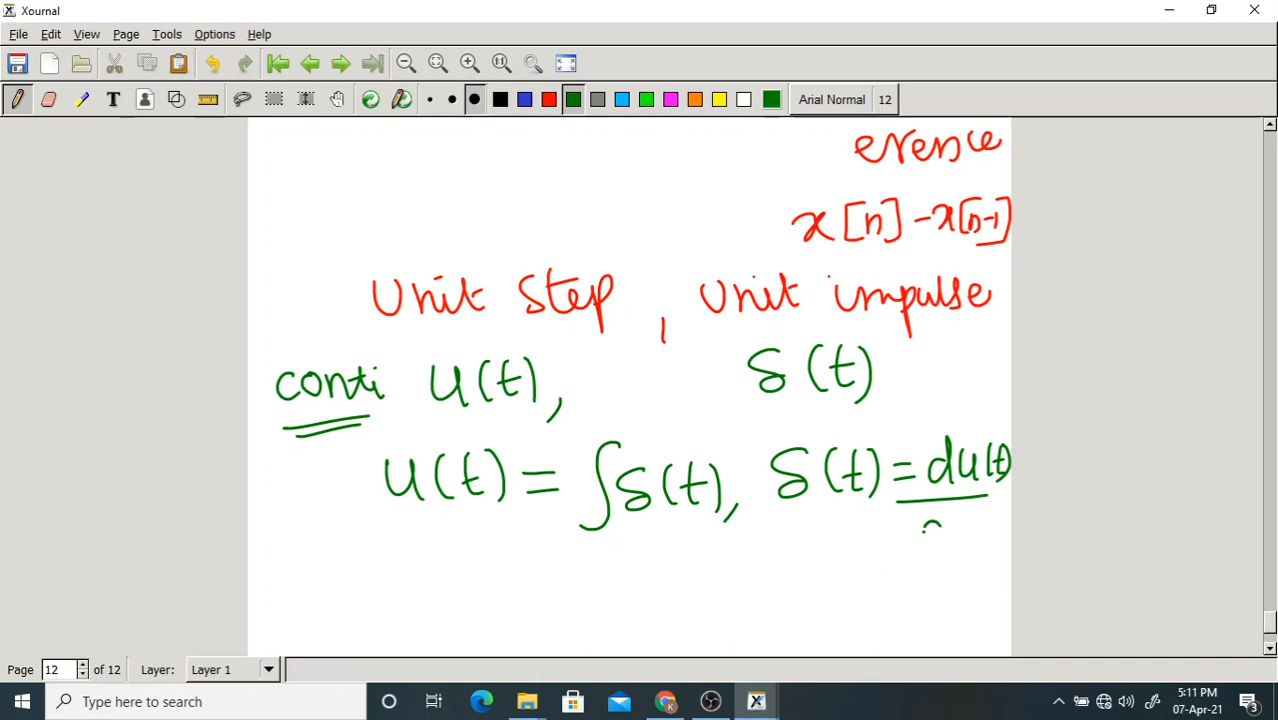 Xournal
File Edit View Page Tools Options Help
Arial Normal 12
erence
x[n]-x[n-1]
Unit Step, Unit impulse
conti u(t), δ(t)
u(t) = ∫δ(t), δ(t) = du(t)
Page 12 of 12 Layer: Layer 1
Type here to search
5:11 PM
07-Apr-21
3